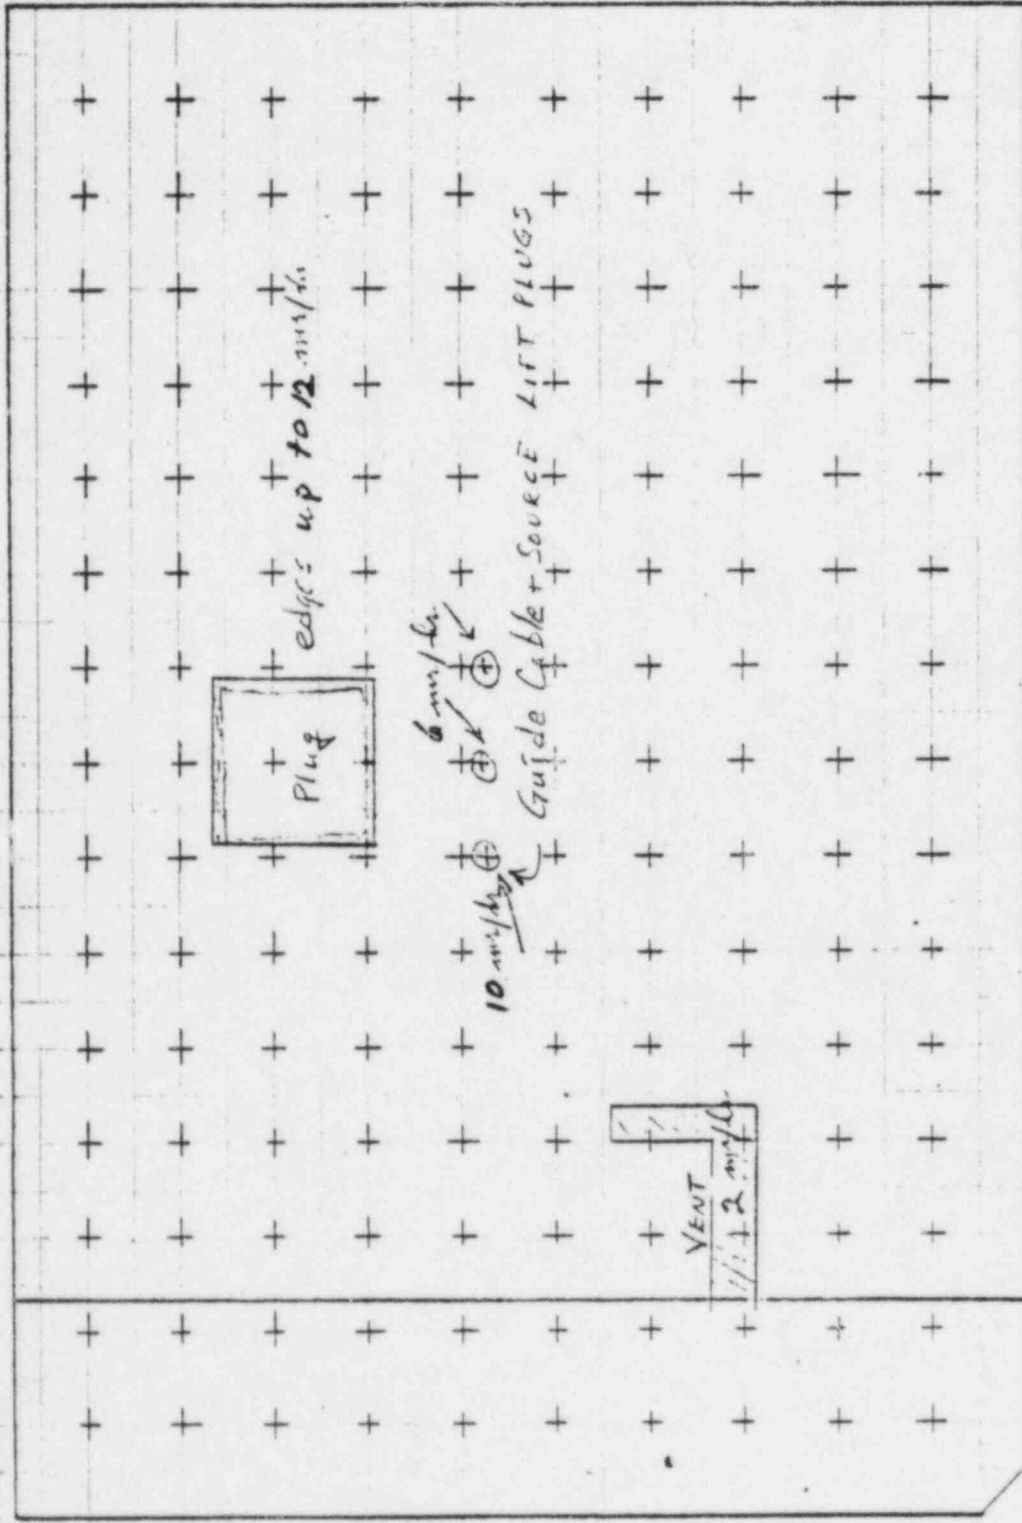 Plug
edges up to 12 mr/hr
6 mr/hr
10 mr/hr
Guide Cable + SOURCE LIFT PLUGS
VENT
2 mr/hr